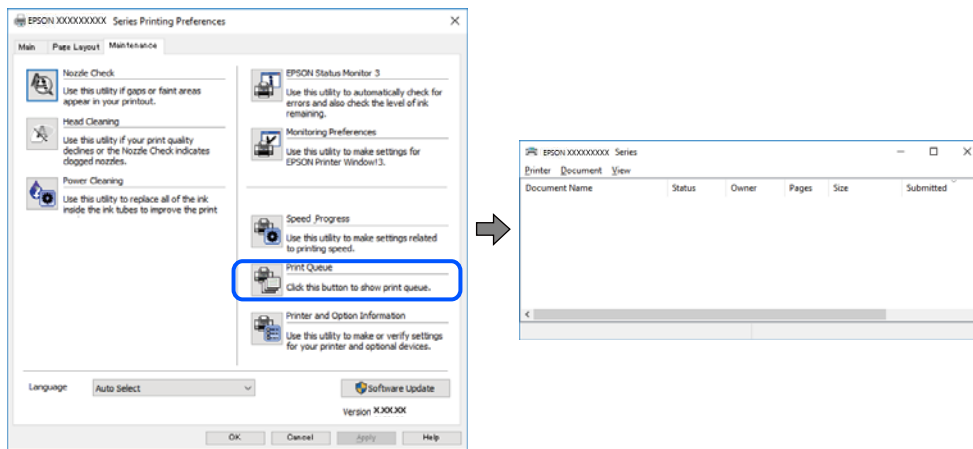 EPSON XXXXXXXXX Series Printing Preferences
Main Page Layout Maintenance
Nozzle Check
Use this utility if gaps or faint areas
appear in your printout.
Head Cleaning
Use this utility if your print quality
declines or the Nozzle Check indicates
clogged nozzles.
Power Cleaning
Use this utility to replace all of the ink
inside the ink tubes to improve the print
EPSON Status Monitor 3
Use this utility to automatically check for
errors and also check the level of ink
remaining.
Monitoring Preferences
Use this utility to make settings for
EPSON Printer Window!3.
Speed_Progress
Use this utility to make settings related
to printing speed.
Print Queue
Click this button to show print queue.
Printer and Option Information
Use this utility to make or verify settings
for your printer and optional devices.
Language Auto Select
Software Update
Version X.XX.XX
OK Cancel Apply Help
EPSON XXXXXXXXX Series
Printer Document View
Document Name Status Owner Pages Size Submitted